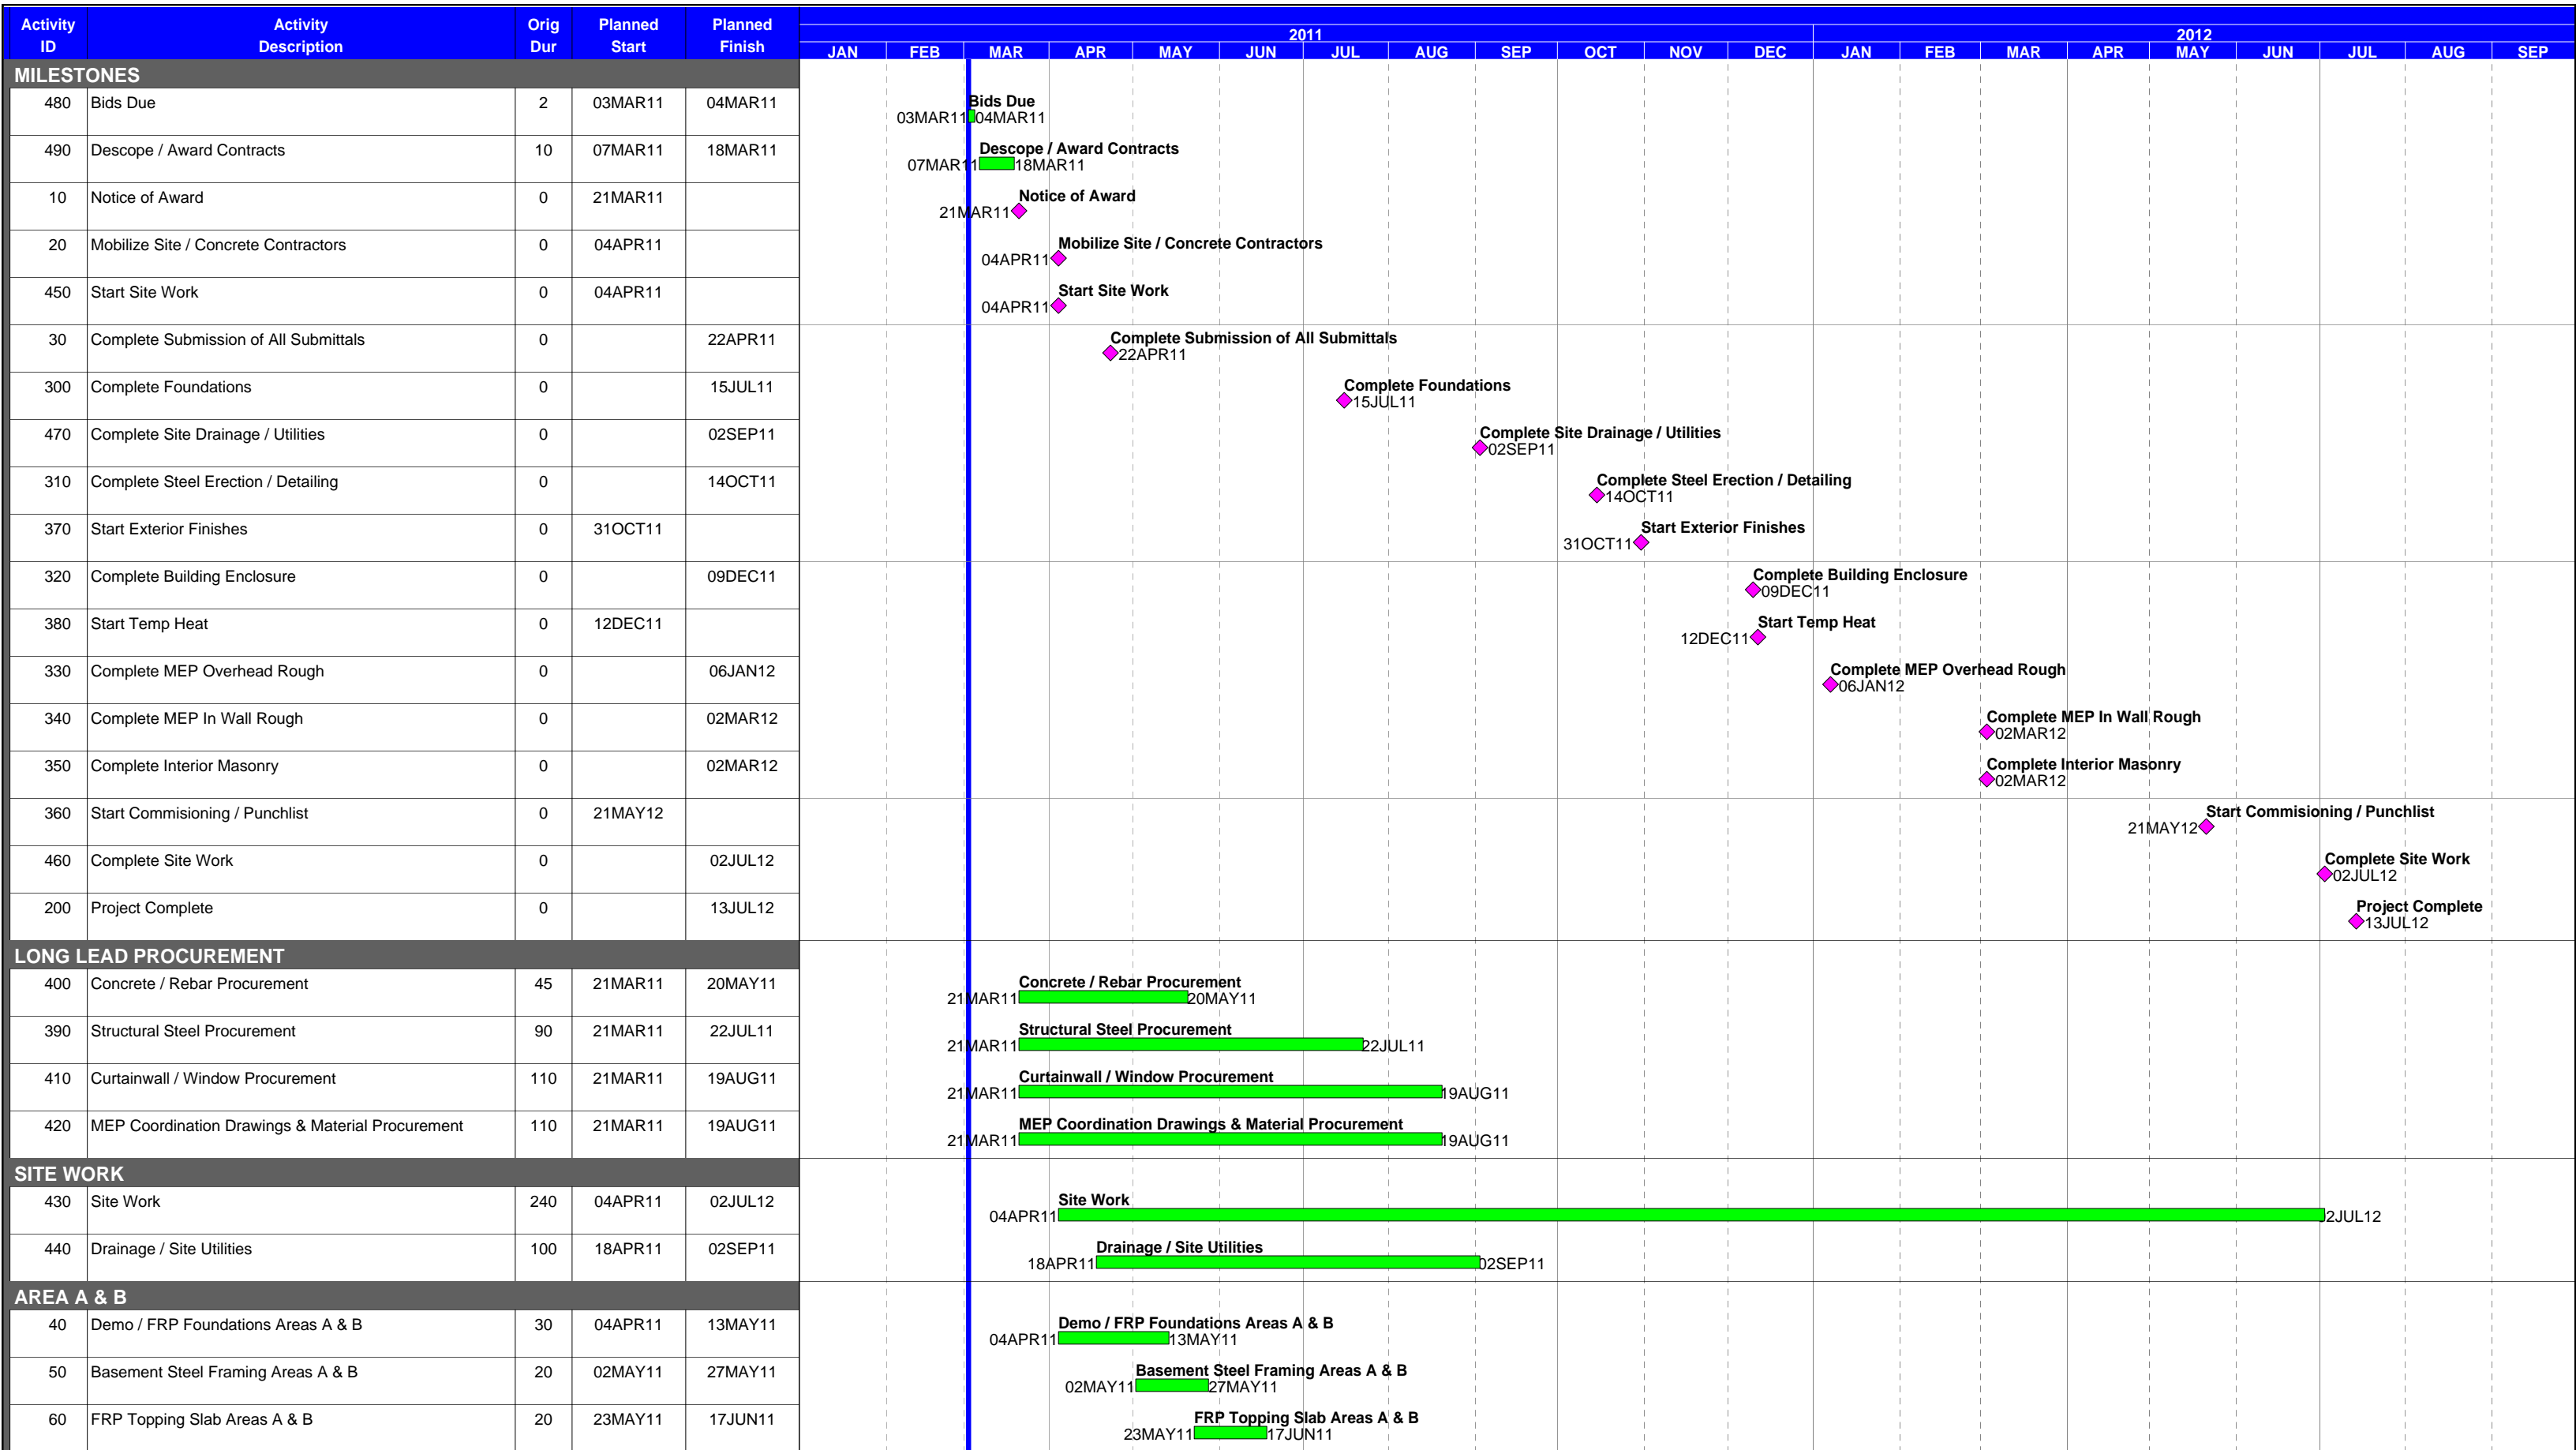 Activity ID Activity Description Orig Dur Planned Start Planned Finish
2011 2012
JAN FEB MAR APR MAY JUN JUL AUG SEP OCT NOV DEC JAN FEB MAR APR MAY JUN JUL AUG SEP
MILESTONES
480 Bids Due 2 03MAR11 04MAR11 Bids Due
03MAR11 04MAR11
490 Descope / Award Contracts 10 07MAR11 18MAR11 Descope / Award Contracts
07MAR11 18MAR11
10 Notice of Award 0 21MAR11 Notice of Award
21MAR11
20 Mobilize Site / Concrete Contractors 0 04APR11 Mobilize Site / Concrete Contractors
04APR11
450 Start Site Work 0 04APR11 Start Site Work
04APR11
30 Complete Submission of All Submittals 0 22APR11 Complete Submission of All Submittals
22APR11
300 Complete Foundations 0 15JUL11 Complete Foundations
15JUL11
470 Complete Site Drainage / Utilities 0 02SEP11 Complete Site Drainage / Utilities
02SEP11
310 Complete Steel Erection / Detailing 0 14OCT11 Complete Steel Erection / Detailing
14OCT11
370 Start Exterior Finishes 0 31OCT11 Start Exterior Finishes
31OCT11
320 Complete Building Enclosure 0 09DEC11 Complete Building Enclosure
09DEC11
380 Start Temp Heat 0 12DEC11 Start Temp Heat
12DEC11
330 Complete MEP Overhead Rough 0 06JAN12 Complete MEP Overhead Rough
06JAN12
340 Complete MEP In Wall Rough 0 02MAR12 Complete MEP In Wall Rough
02MAR12
350 Complete Interior Masonry 0 02MAR12 Complete Interior Masonry
02MAR12
360 Start Commisioning / Punchlist 0 21MAY12 Start Commisioning / Punchlist
21MAY12
460 Complete Site Work 0 02JUL12 Complete Site Work
02JUL12
200 Project Complete 0 13JUL12 Project Complete
13JUL12
LONG LEAD PROCUREMENT
400 Concrete / Rebar Procurement 45 21MAR11 20MAY11 Concrete / Rebar Procurement
21MAR11 20MAY11
390 Structural Steel Procurement 90 21MAR11 22JUL11 Structural Steel Procurement
21MAR11 22JUL11
410 Curtainwall / Window Procurement 110 21MAR11 19AUG11 Curtainwall / Window Procurement
21MAR11 19AUG11
420 MEP Coordination Drawings & Material Procurement 110 21MAR11 19AUG11 MEP Coordination Drawings & Material Procurement
21MAR11 19AUG11
SITE WORK
430 Site Work 240 04APR11 02JUL12 Site Work
04APR11 02JUL12
440 Drainage / Site Utilities 100 18APR11 02SEP11 Drainage / Site Utilities
18APR11 02SEP11
AREA A & B
40 Demo / FRP Foundations Areas A & B 30 04APR11 13MAY11 Demo / FRP Foundations Areas A & B
04APR11 13MAY11
50 Basement Steel Framing Areas A & B 20 02MAY11 27MAY11 Basement Steel Framing Areas A & B
02MAY11 27MAY11
60 FRP Topping Slab Areas A & B 20 23MAY11 17JUN11 FRP Topping Slab Areas A & B
23MAY11 17JUN11